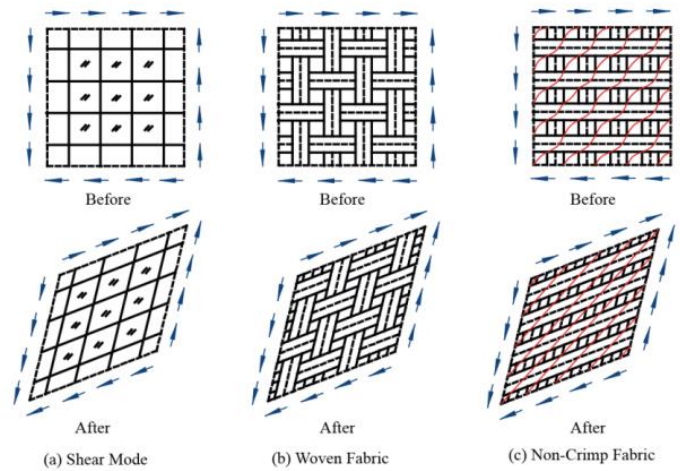 Before
Before
Before
After
After
After
(a) Shear Mode
(b) Woven Fabric
(c) Non-Crimp Fabric